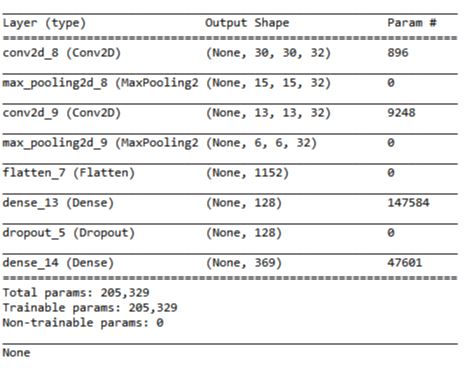 Layer (type) Output Shape Param #
conv2d_8 (Conv2D) (None, 30, 30, 32) 896
max_pooling2d_8 (MaxPooling2 (None, 15, 15, 32) 0
conv2d_9 (Conv2D) (None, 13, 13, 32) 9248
max_pooling2d_9 (MaxPooling2 (None, 6, 6, 32) 0
flatten_7 (Flatten) (None, 1152) 0
dense_13 (Dense) (None, 128) 147584
dropout_5 (Dropout) (None, 128) 0
dense_14 (Dense) (None, 369) 47601
Total params: 205,329
Trainable params: 205,329
Non-trainable params: 0
None